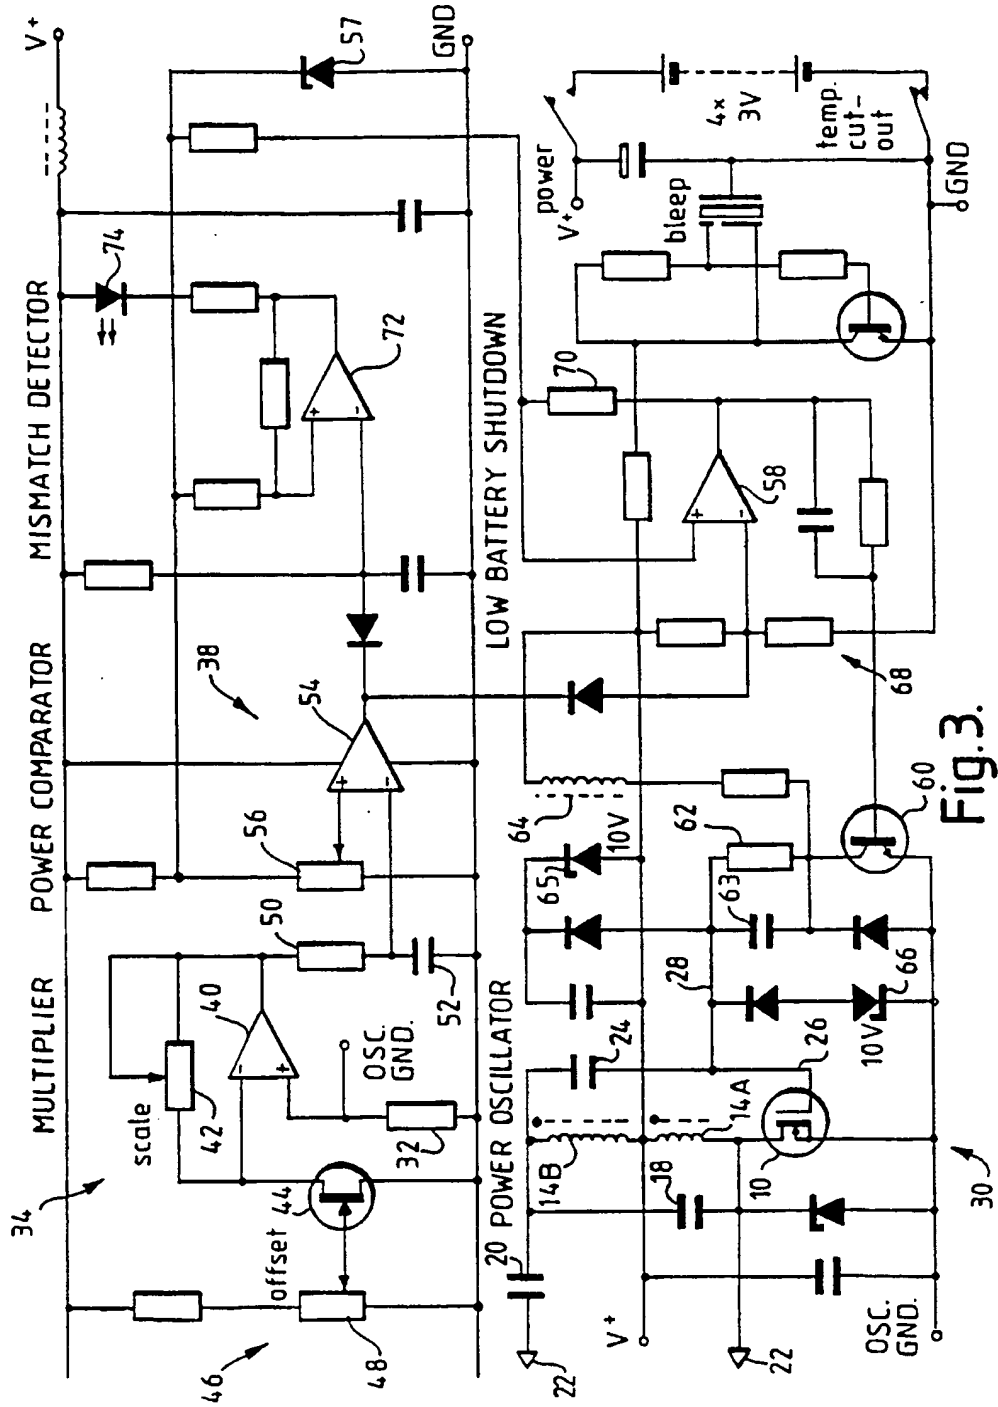 MULTIPLIER
POWER COMPARATOR
MISMATCH DETECTOR
V+
34
scale
42
40
50
56
54
38
74
72
57
GND
46
offset
44
48
32
OSC.
GND.
52
20
POWER OSCILLATOR
LOW BATTERY SHUTDOWN
22
14B
18
24
28
65
10V
64
63
62
58
70
bleep
power
V+
4x
3V
temp.
cut-
out
V+
22
10
14A
26
10V
66
60
68
GND
OSC.
GND.
30
Fig.3.